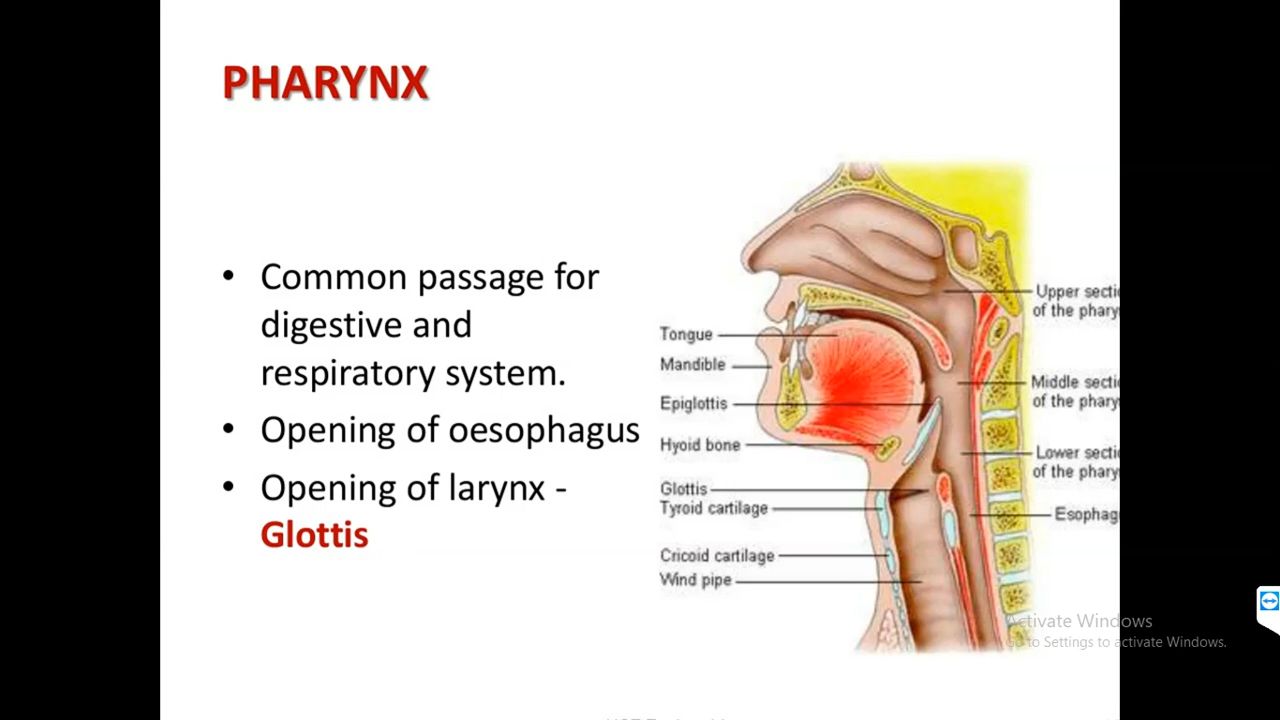 PHARYNX
• Common passage for
digestive and
respiratory system.
• Opening of oesophagus
• Opening of larynx -
Glottis
Tongue
Mandible
Epiglottis
Hyoid bone
Glottis
Tyroid cartilage
Cricoid cartilage
Wind pipe
Upper secti
of the phary
Middle secti
of the phary
Lower secti
of the phary
Esophag
Activate Windows
Go to Settings to activate Windows.